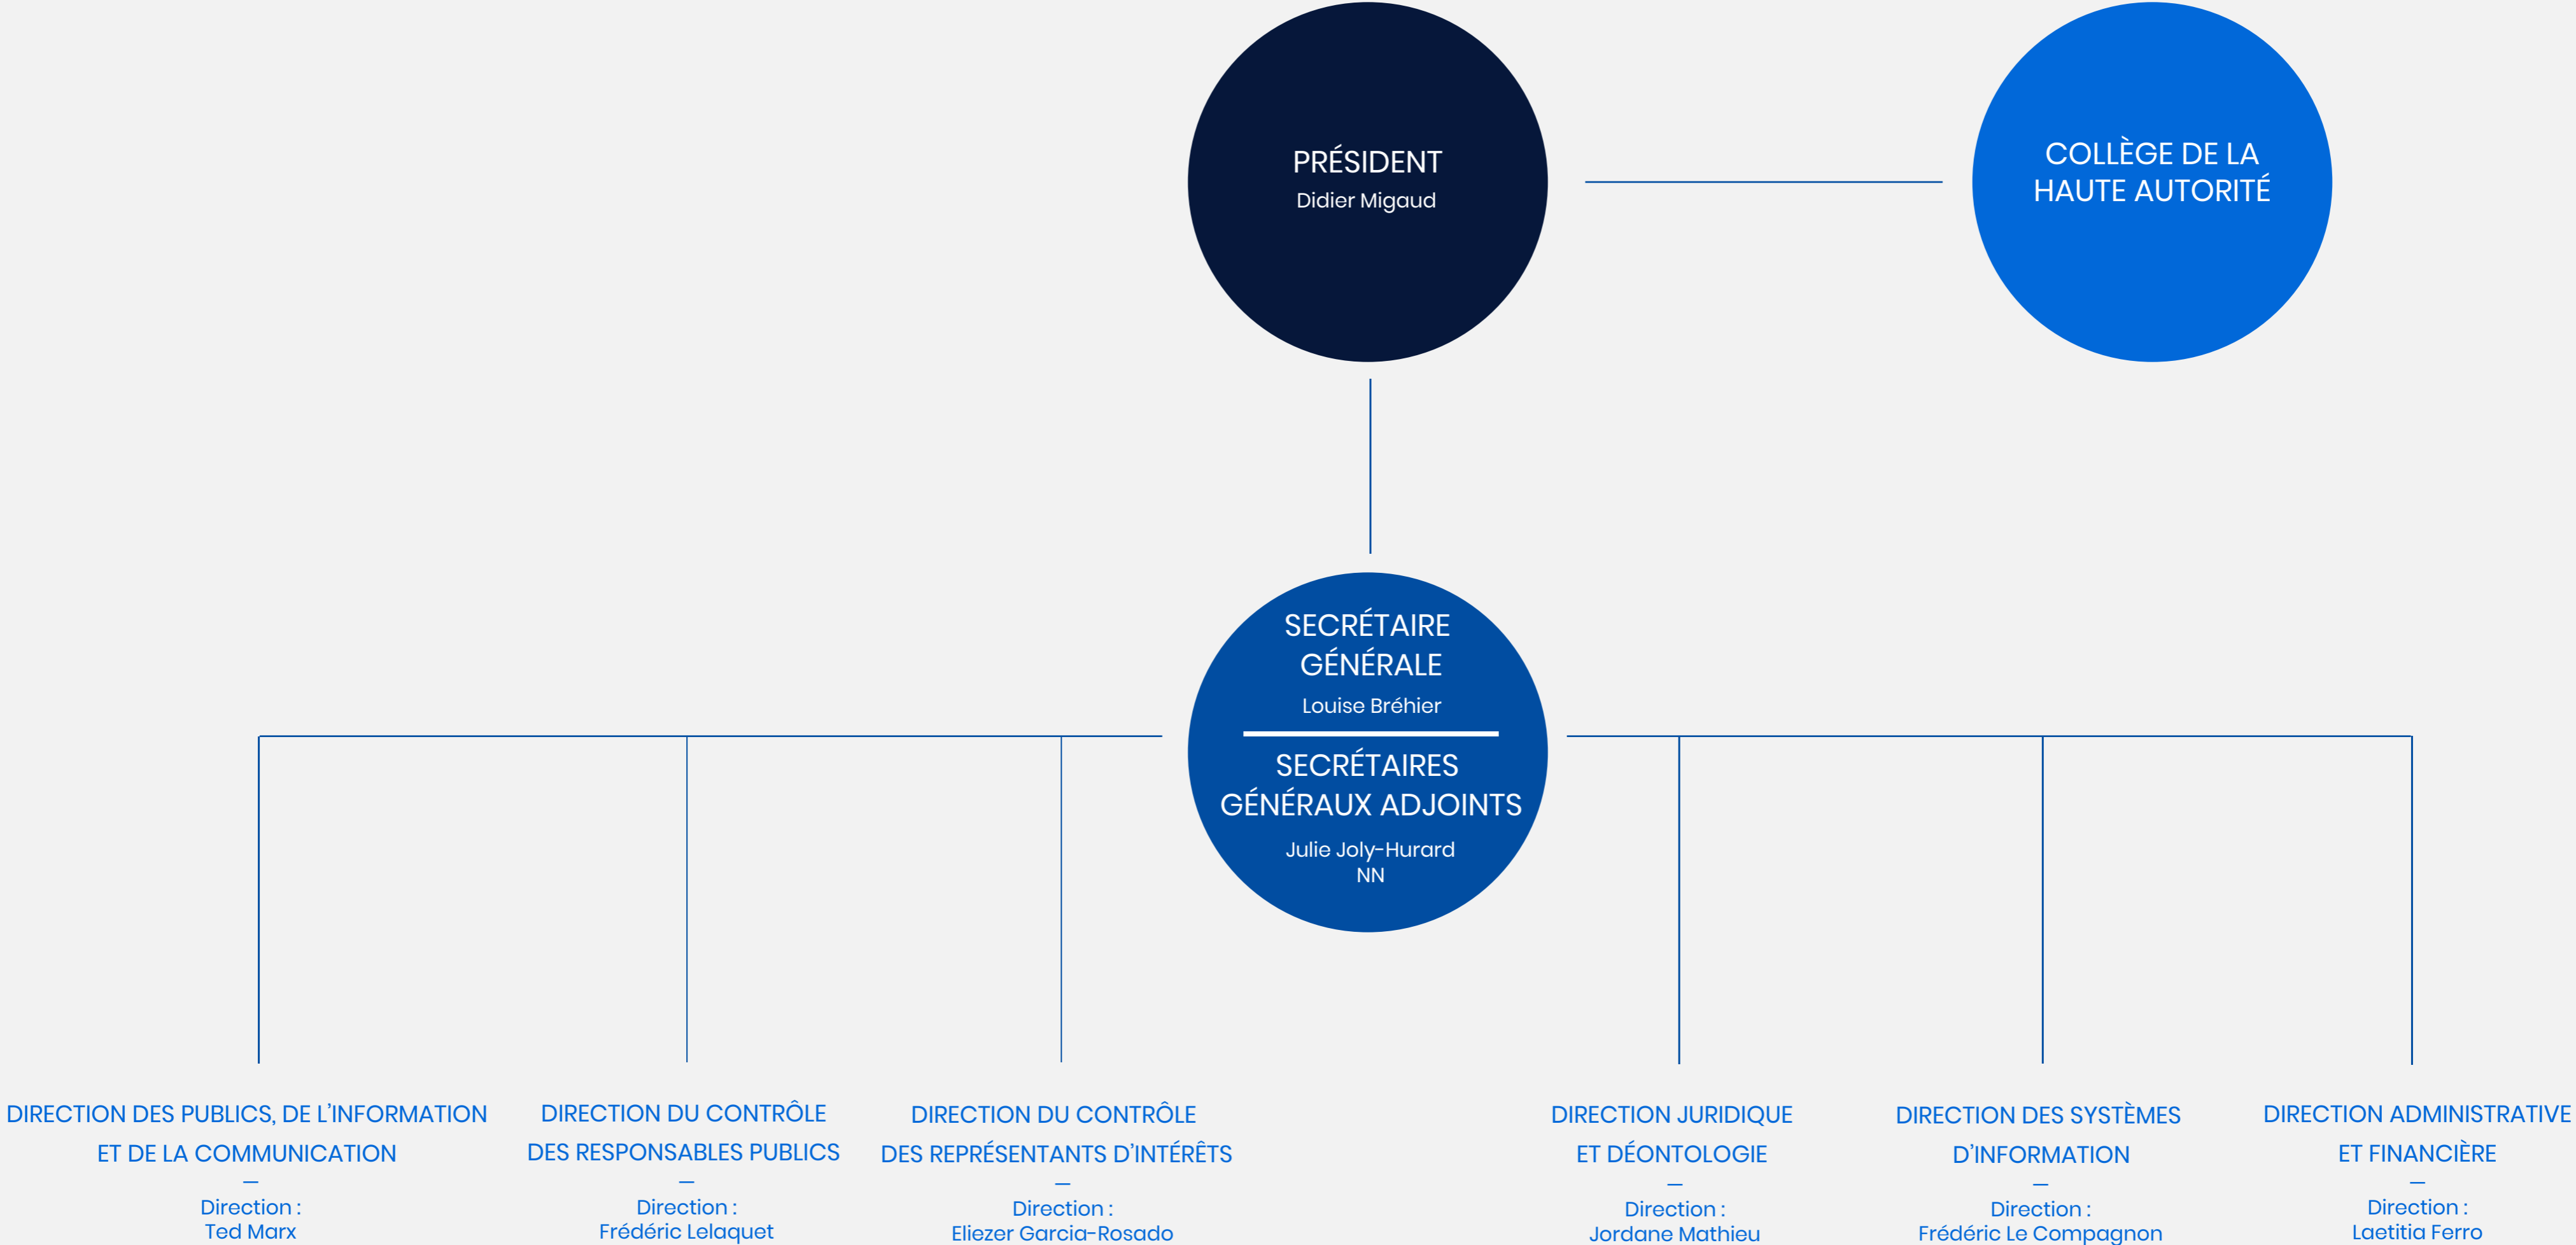 PRÉSIDENT
Didier Migaud
COLLÈGE DE LA
HAUTE AUTORITÉ
SECRÉTAIRE
GÉNÉRALE
Louise Bréhier
SECRÉTAIRES
GÉNÉRAUX ADJOINTS
Julie Joly-Hurard
NN
DIRECTION DES PUBLICS, DE L’INFORMATION
ET DE LA COMMUNICATION
—
Direction :
Ted Marx
DIRECTION DU CONTRÔLE
DES RESPONSABLES PUBLICS
—
Direction :
Frédéric Lelaquet
DIRECTION DU CONTRÔLE
DES REPRÉSENTANTS D’INTÉRÊTS
—
Direction :
Eliezer Garcia-Rosado
DIRECTION JURIDIQUE
ET DÉONTOLOGIE
—
Direction :
Jordane Mathieu
DIRECTION DES SYSTÈMES
D’INFORMATION
—
Direction :
Frédéric Le Compagnon
DIRECTION ADMINISTRATIVE
ET FINANCIÈRE
—
Direction :
Laetitia Ferro